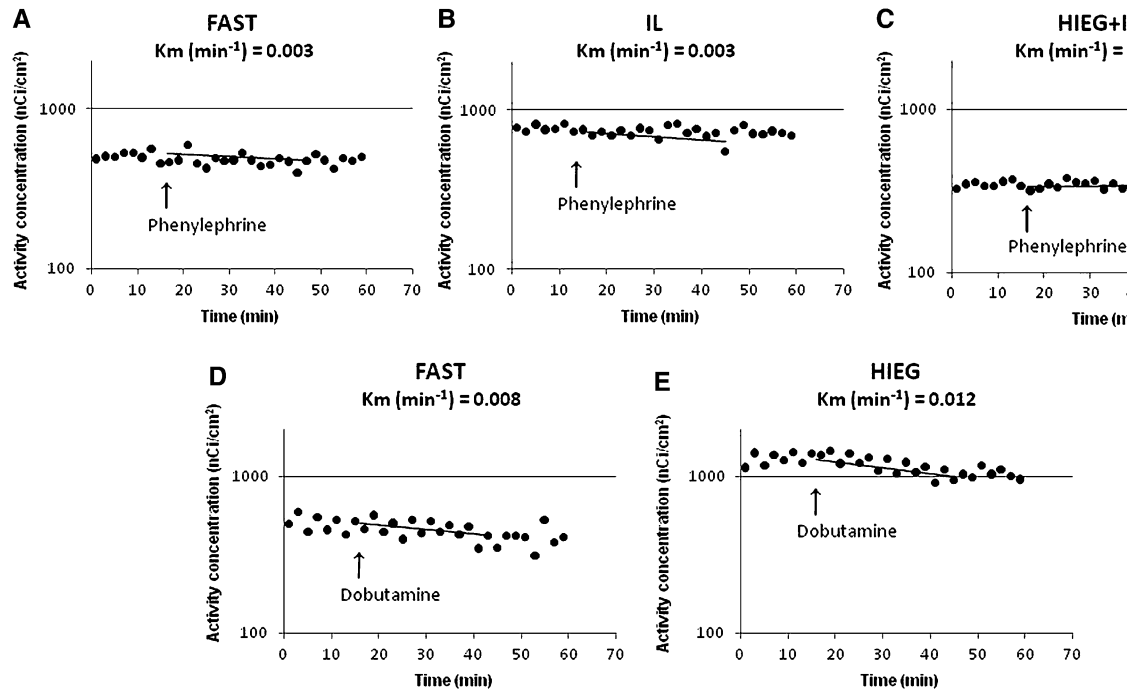 A
FAST
Km (min⁻¹) = 0.003
Activity concentration (nCi/cm²)
1000
100
0 10 20 30 40 50 60 70
Time (min)
Phenylephrine
B
IL
Km (min⁻¹) = 0.003
Activity concentration (nCi/cm²)
1000
100
0 10 20 30 40 50 60 70
Time (min)
Phenylephrine
C
HIEG+I
Km (min⁻¹) =
Activity concentration (nCi/cm²)
1000
100
0 10 20 30
Time (m
Phenylephrine
D
FAST
Km (min⁻¹) = 0.008
Activity concentration (nCi/cm²)
1000
100
0 10 20 30 40 50 60 70
Time (min)
Dobutamine
E
HIEG
Km (min⁻¹) = 0.012
Activity concentration (nCi/cm²)
1000
100
0 10 20 30 40 50 60 70
Time (min)
Dobutamine